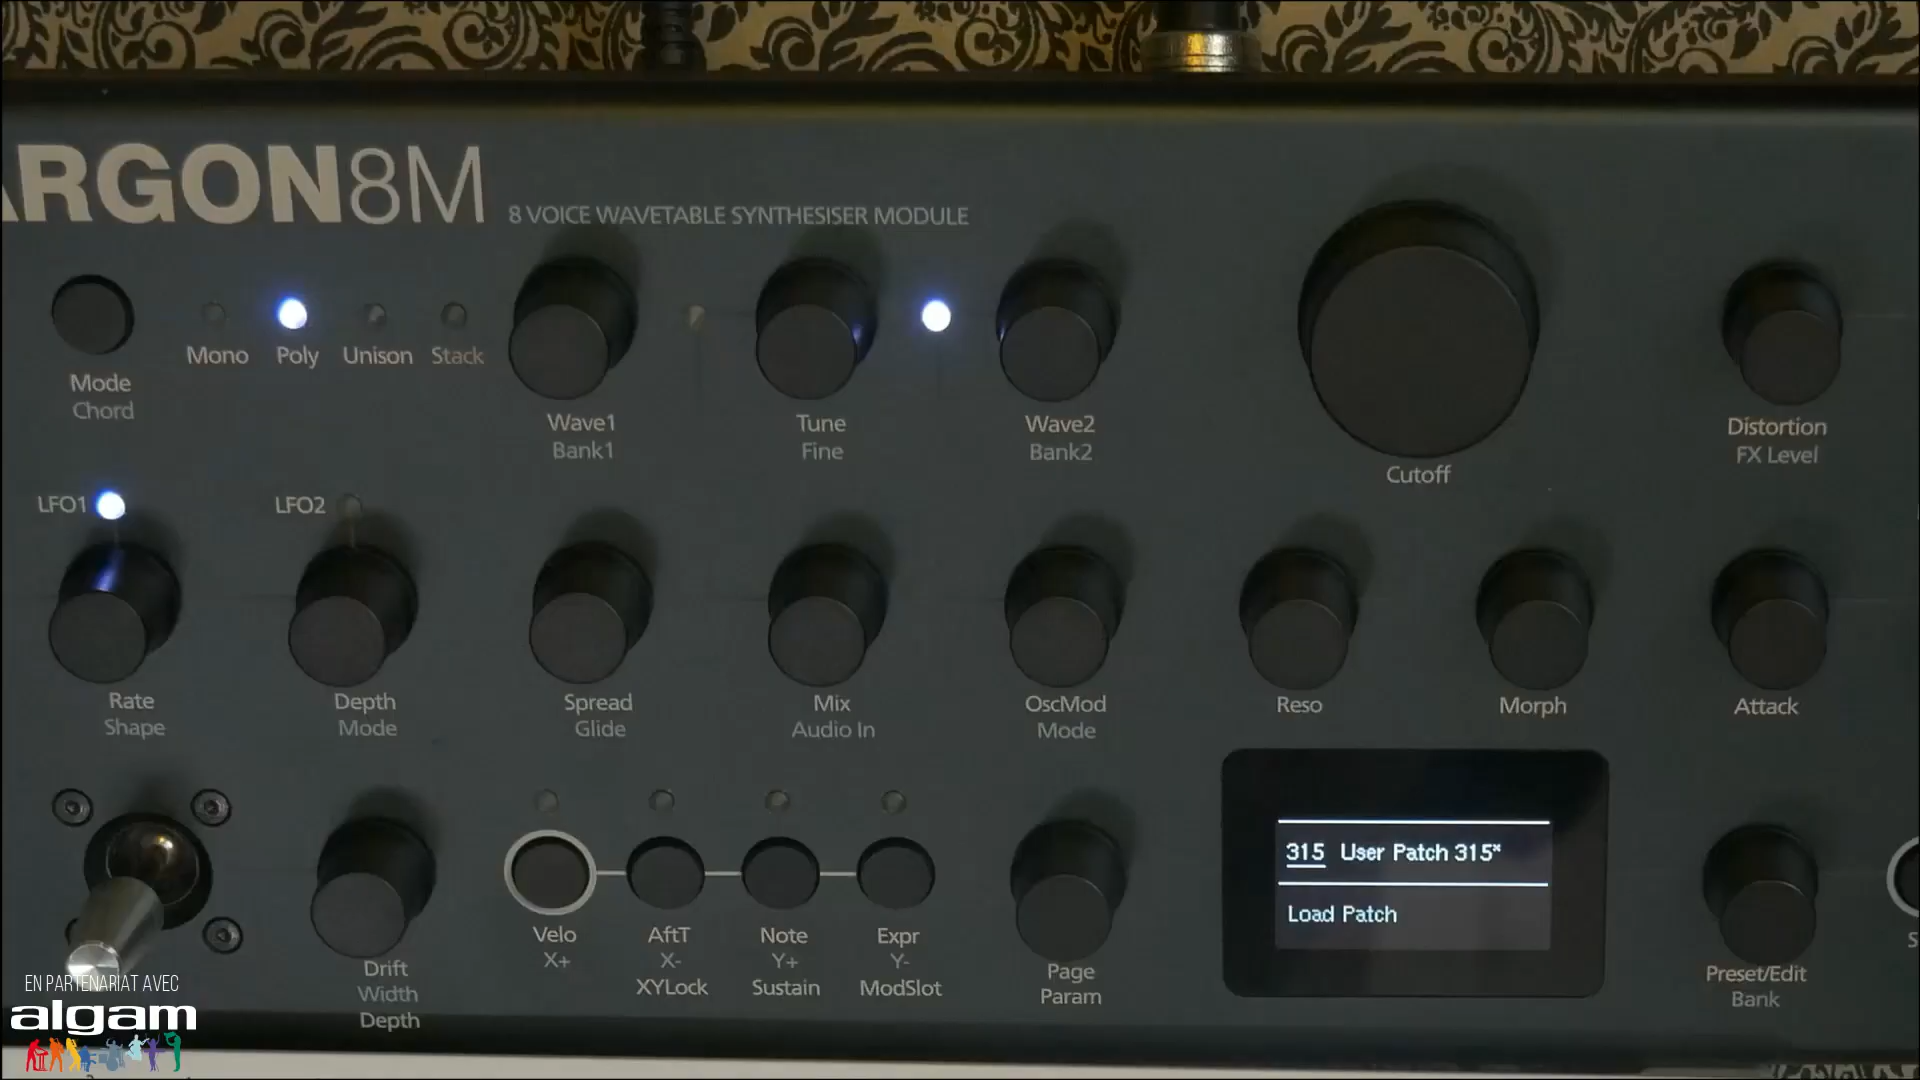 ARGON8M
8 VOICE WAVETABLE SYNTHESISER MODULE
Mono Poly Unison Stack
Mode
Chord
Wave1
Bank1
Tune
Fine
Wave2
Bank2
Cutoff
Distortion
FX Level
LFO1
LFO2
Rate
Shape
Depth
Mode
Spread
Glide
Mix
Audio In
OscMod
Mode
Reso
Morph
Attack
315 User Patch 315*
Load Patch
Drift
Width
Depth
Velo
X+
AftT
X-
XYLock
Note
Y+
Sustain
Expr
Y-
ModSlot
Page
Param
Preset/Edit
Bank
EN PARTENARIAT AVEC
algam